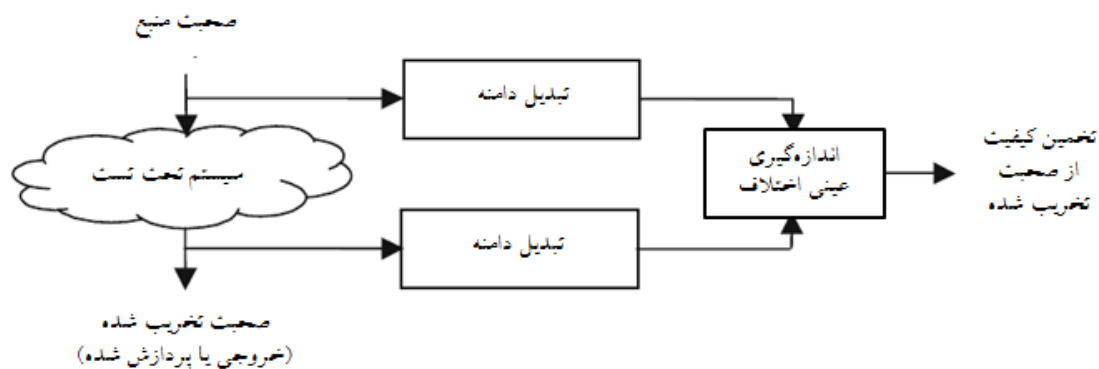 صحبت منبع
تبدیل دامنه
سیستم تحت تست
اندازه‌گیری
عینی اختلاف
تخمین کیفیت
از صحبت
تخریب شده
تبدیل دامنه
صحبت تخریب شده
(خروجی یا پردازش شده)